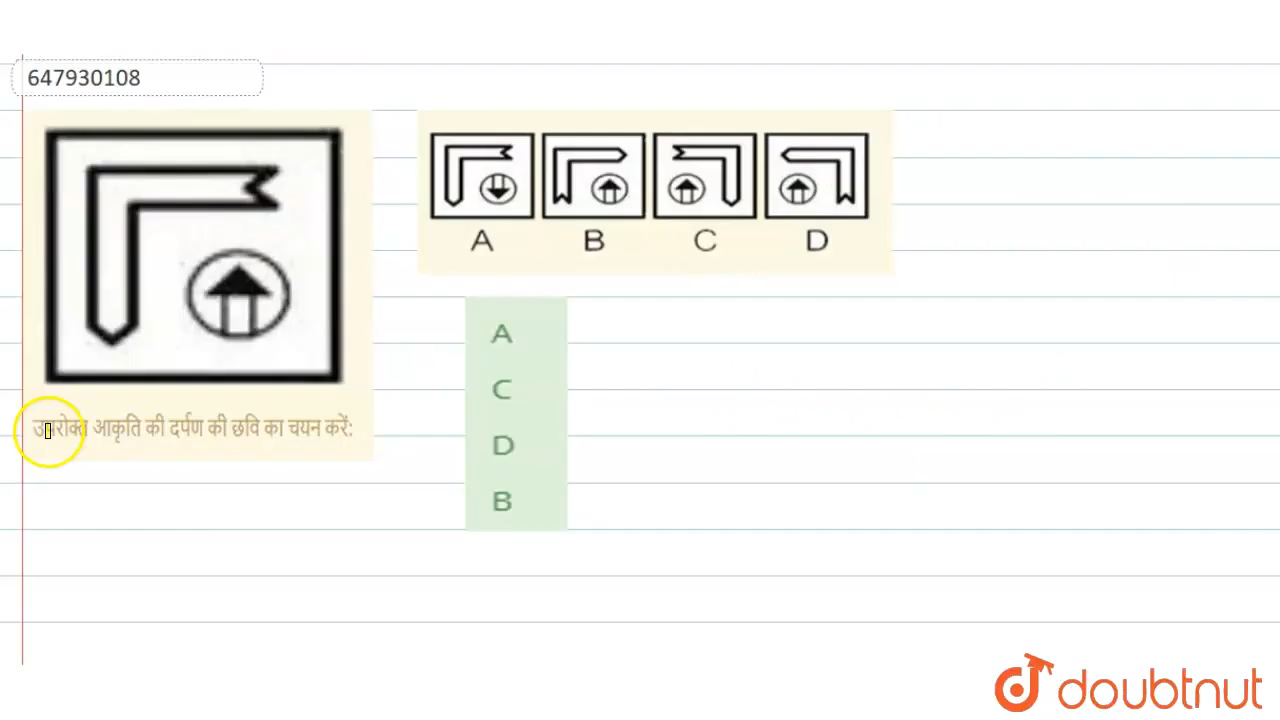 647930108
A B C D
उपरोक्त आकृति की दर्पण की छवि का चयन करें:
A
C
D
B
doubtnut